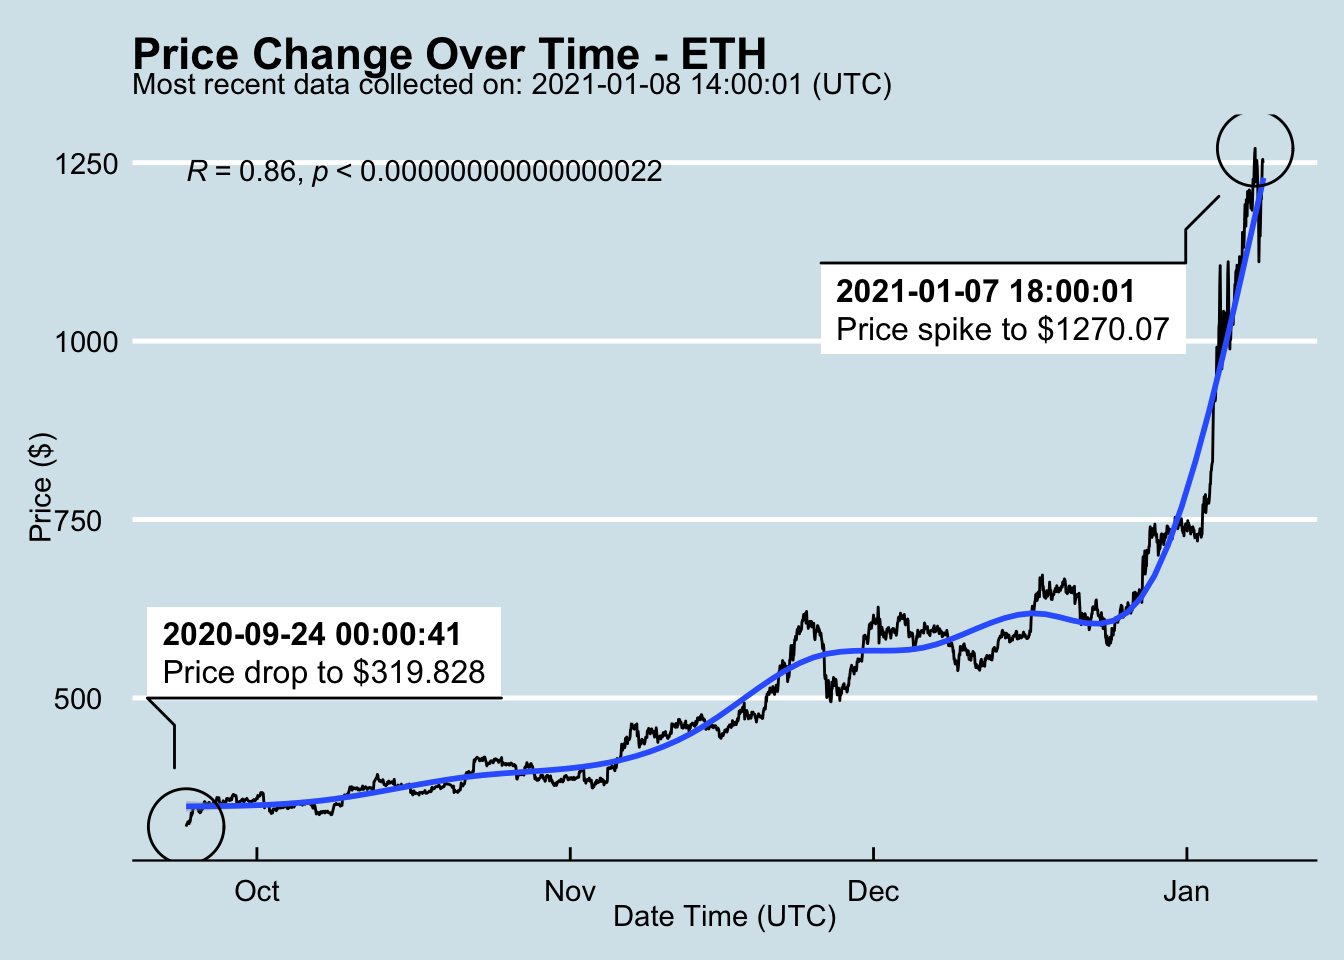 Price Change Over Time - ETH
Most recent data collected on: 2021-01-08 14:00:01 (UTC)
R = 0.86, p < 0.00000000000000022
1250
1000
750
500
Price ($)
2021-01-07 18:00:01
Price spike to $1270.07
2020-09-24 00:00:41
Price drop to $319.828
Oct
Nov
Dec
Jan
Date Time (UTC)